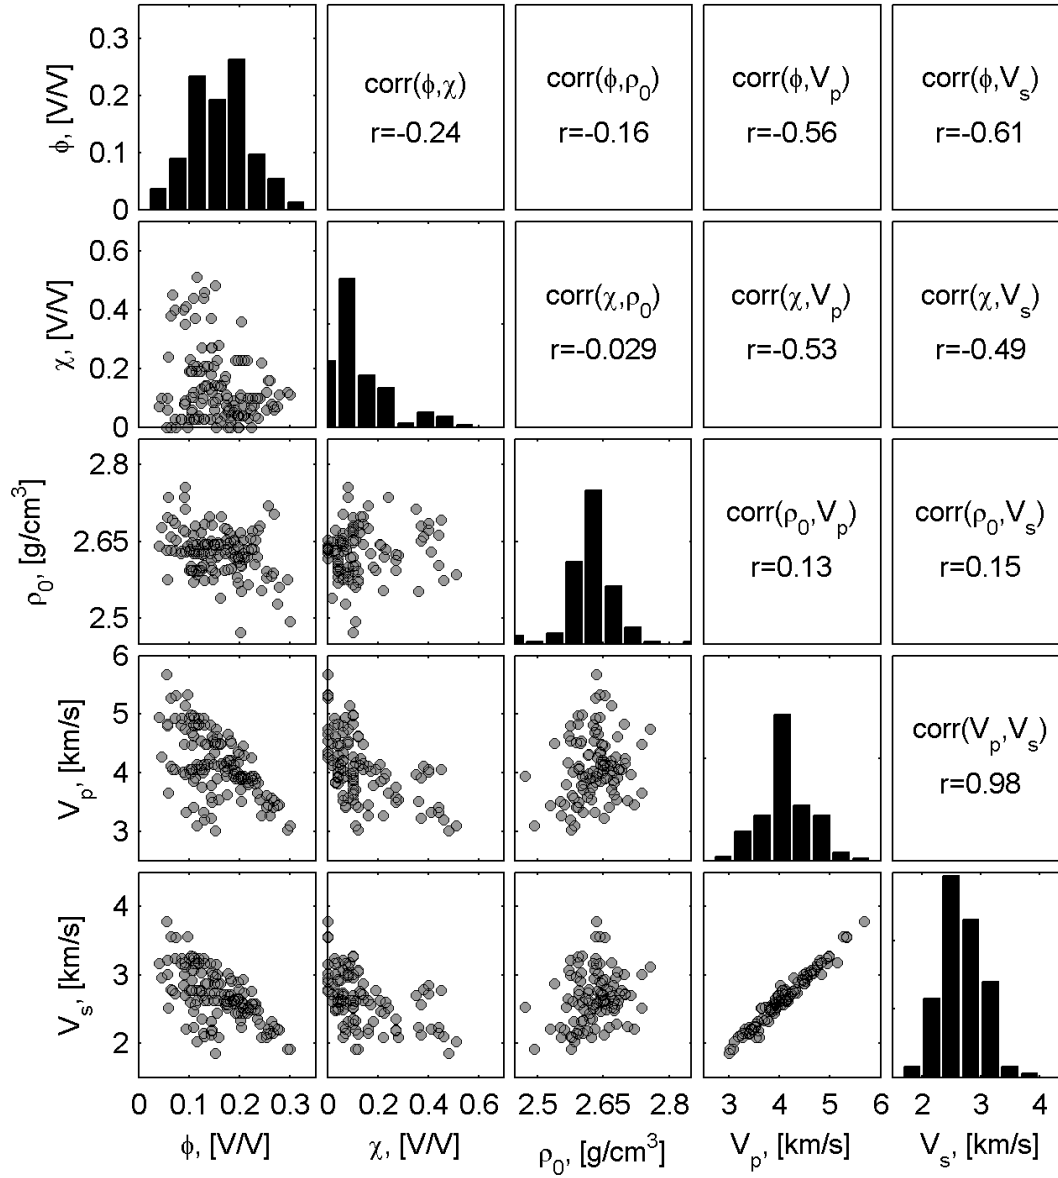 0.3
0.2
0.1
0
ϕ, [V/V]
corr(ϕ,χ)
r=-0.24
corr(ϕ,ρ₀)
r=-0.16
corr(ϕ,Vₚ)
r=-0.56
corr(ϕ,Vₛ)
r=-0.61
0.6
0.4
0.2
0
χ, [V/V]
corr(χ,ρ₀)
r=-0.029
corr(χ,Vₚ)
r=-0.53
corr(χ,Vₛ)
r=-0.49
2.8
2.65
2.5
ρ₀, [g/cm³]
corr(ρ₀,Vₚ)
r=0.13
corr(ρ₀,Vₛ)
r=0.15
6
5
4
3
Vₚ, [km/s]
corr(Vₚ,Vₛ)
r=0.98
4
3
2
Vₛ, [km/s]
0 0.1 0.2 0.3
0 0.2 0.4 0.6
2.5 2.65 2.8
3 4 5 6
2 3 4
ϕ, [V/V]
χ, [V/V]
ρ₀, [g/cm³]
Vₚ, [km/s]
Vₛ, [km/s]